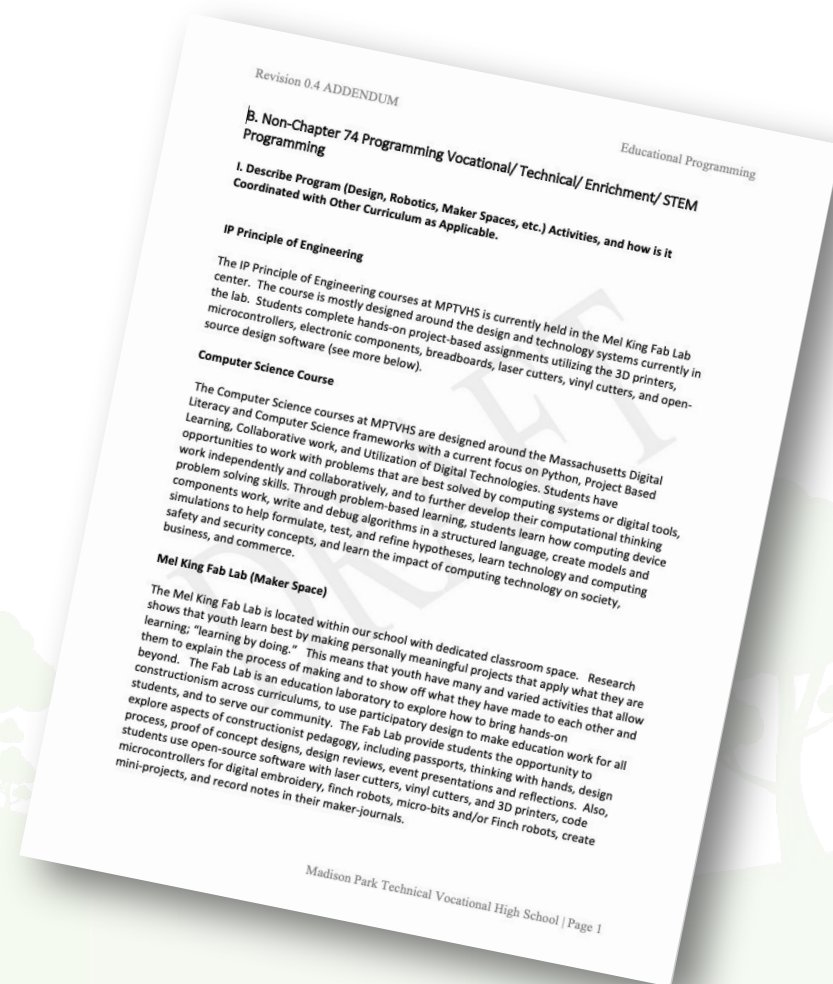 Revision 0.4 ADDENDUM
Educational Programming
B. Non-Chapter 74 Programming Vocational/ Technical/ Enrichment/ STEM
Programming
I. Describe Program (Design, Robotics, Maker Spaces, etc.) Activities, and how is it
Coordinated with Other Curriculum as Applicable.
IP Principle of Engineering
The IP Principle of Engineering courses at MPTVHS is currently held in the Mel King Fab Lab
center. The course is mostly designed around the design and technology systems currently in
the lab. Students complete hands-on project-based assignments utilizing the 3D printers,
microcontrollers, electronic components, breadboards, laser cutters, vinyl cutters, and open-
source design software (see more below).
Computer Science Course
The Computer Science courses at MPTVHS are designed around the Massachusetts Digital
Literacy and Computer Science frameworks with a current focus on Python, Project Based
Learning, Collaborative work, and Utilization of Digital Technologies. Students have
opportunities to work with problems that are best solved by computing systems or digital tools,
work independently and collaboratively, and to further develop their computational thinking
problem solving skills. Through problem-based learning, students learn how computing device
components work, write and debug algorithms in a structured language, create models and
simulations to help formulate, test, and refine hypotheses, learn technology and computing
safety and security concepts, and learn the impact of computing technology on society,
business, and commerce.
Mel King Fab Lab (Maker Space)
The Mel King Fab Lab is located within our school with dedicated classroom space. Research
shows that youth learn best by making personally meaningful projects that apply what they are
learning; “learning by doing.” This means that youth have many and varied activities that allow
them to explain the process of making and to show off what they have made to each other and
beyond. The Fab Lab is an education laboratory to explore how to bring hands-on
constructionism across curriculums, to use participatory design to make education work for all
students, and to serve our community. The Fab Lab provide students the opportunity to
explore aspects of constructionist pedagogy, including passports, thinking with hands, design
process, proof of concept designs, design reviews, event presentations and reflections. Also,
students use open-source software with laser cutters, vinyl cutters, and 3D printers, code
microcontrollers for digital embroidery, finch robots, micro-bits and/or Finch robots, create
mini-projects, and record notes in their maker-journals.
DRAFT
Madison Park Technical Vocational High School | Page 1